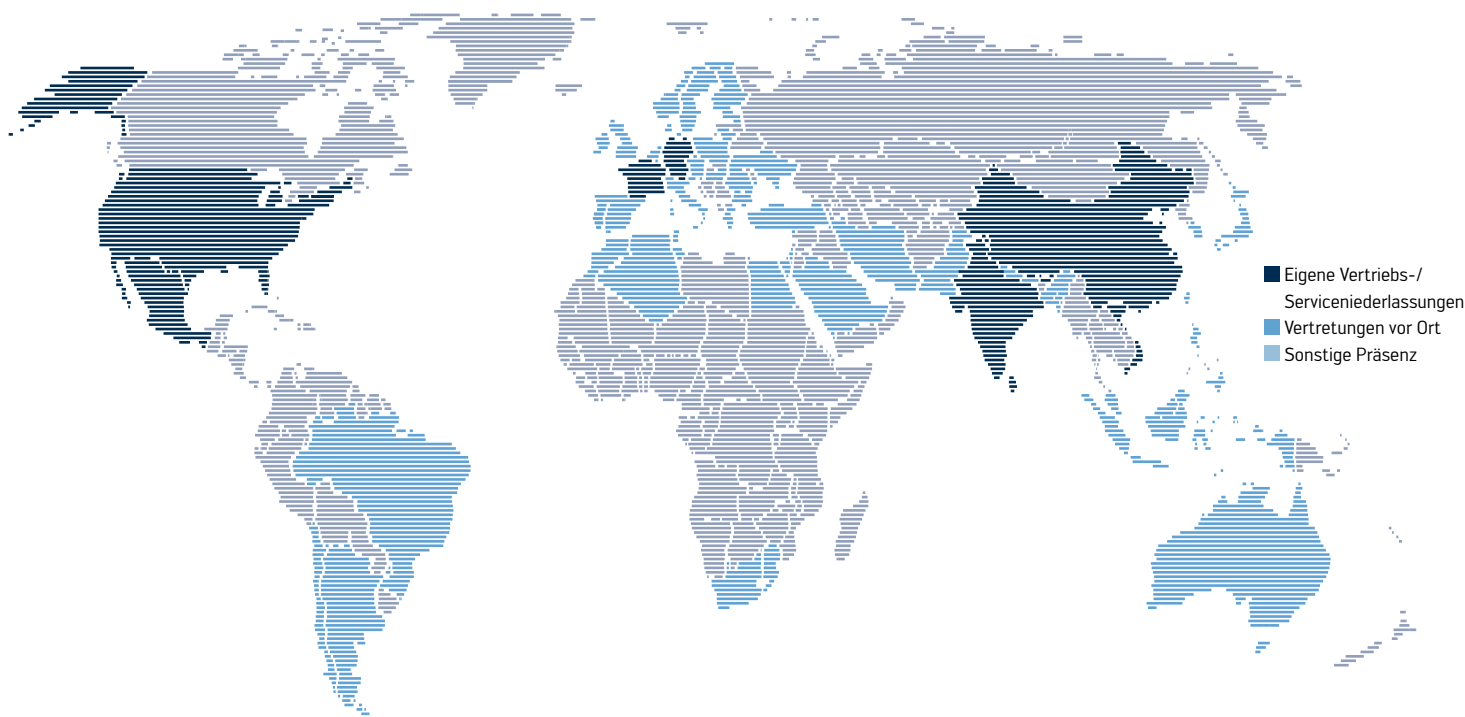 Eigene Vertriebs-/
Serviceniederlassungen
Vertretungen vor Ort
Sonstige Präsenz